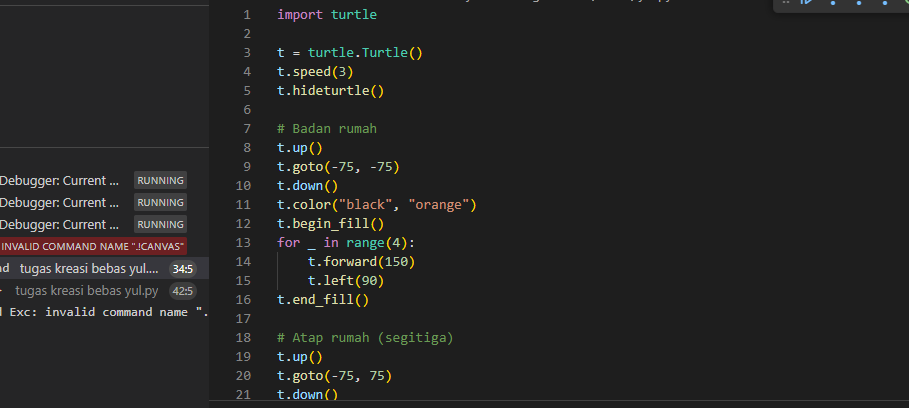 Debugger: Current ... RUNNING
Debugger: Current ... RUNNING
Debugger: Current ... RUNNING
INVALID COMMAND NAME ".!CANVAS"
tugas kreasi bebas yul.... 34:5
tugas kreasi bebas yul.py 42:5
Exc: invalid command name ".
1 import turtle
2
3 t = turtle.Turtle()
4 t.speed(3)
5 t.hideturtle()
6
7 # Badan rumah
8 t.up()
9 t.goto(-75, -75)
10 t.down()
11 t.color("black", "orange")
12 t.begin_fill()
13 for _ in range(4):
14     t.forward(150)
15     t.left(90)
16 t.end_fill()
17
18 # Atap rumah (segitiga)
19 t.up()
20 t.goto(-75, 75)
21 t.down()